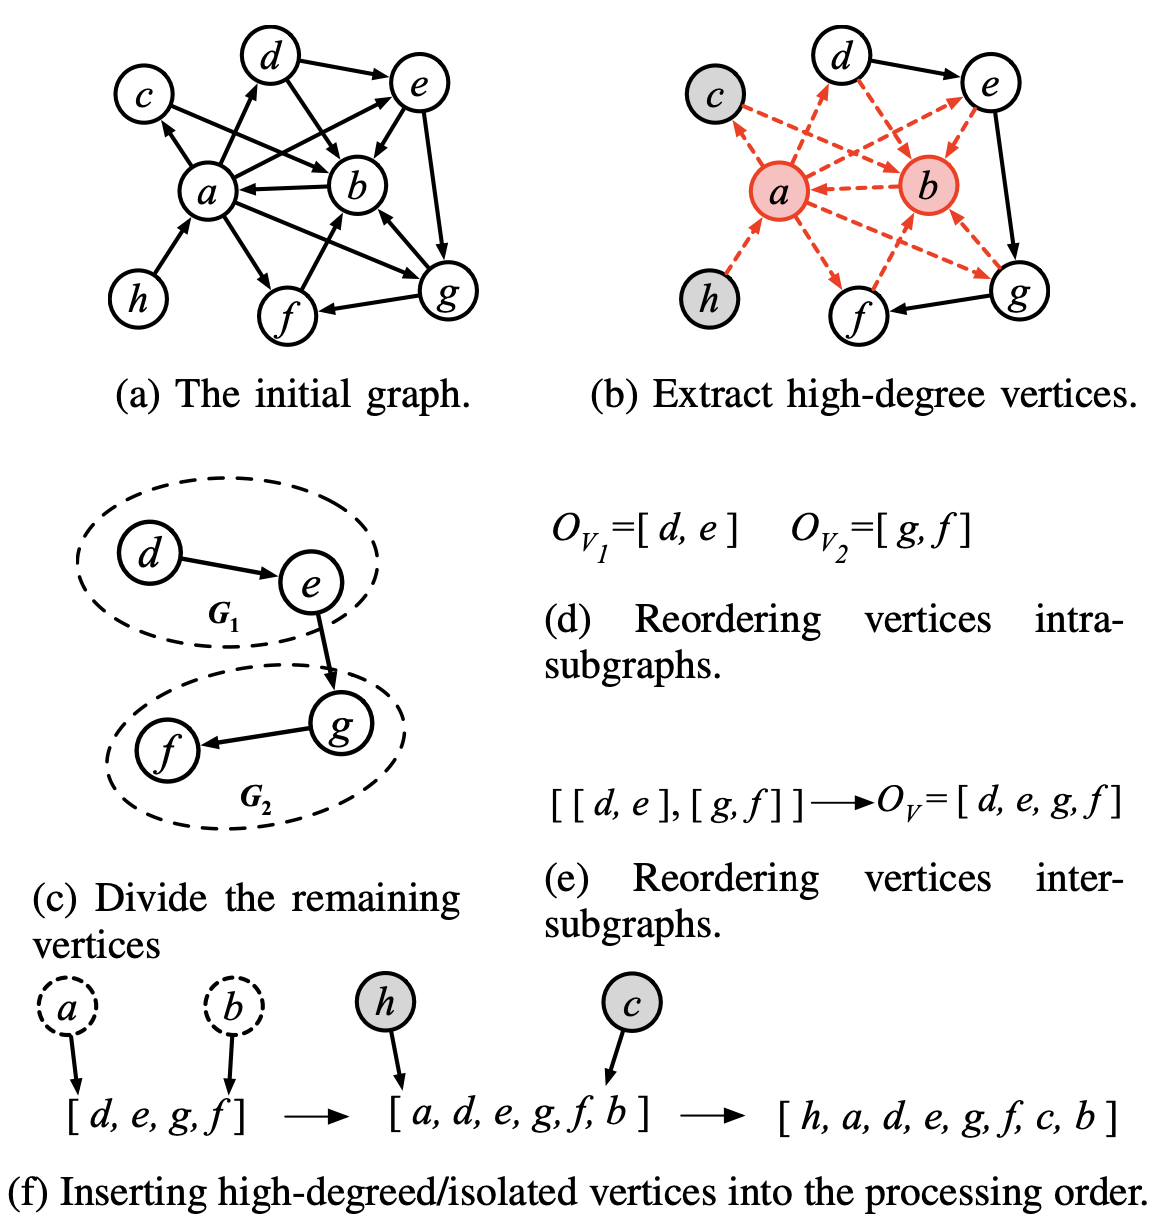 d
e
c
a
b
h
f
g
(a) The initial graph.
d
e
c
a
b
h
f
g
(b) Extract high-degree vertices.
d
e
G1
g
f
G2
(c) Divide the remaining
vertices
OV1=[ d, e ] OV2=[ g, f ]
(d) Reordering vertices intra-
subgraphs.
[ [ d, e ], [ g, f ] ] → OV= [ d, e, g, f ]
(e) Reordering vertices inter-
subgraphs.
a b h c
[ d, e, g, f ] → [ a, d, e, g, f, b ] → [ h, a, d, e, g, f, c, b ]
(f) Inserting high-degreed/isolated vertices into the processing order.